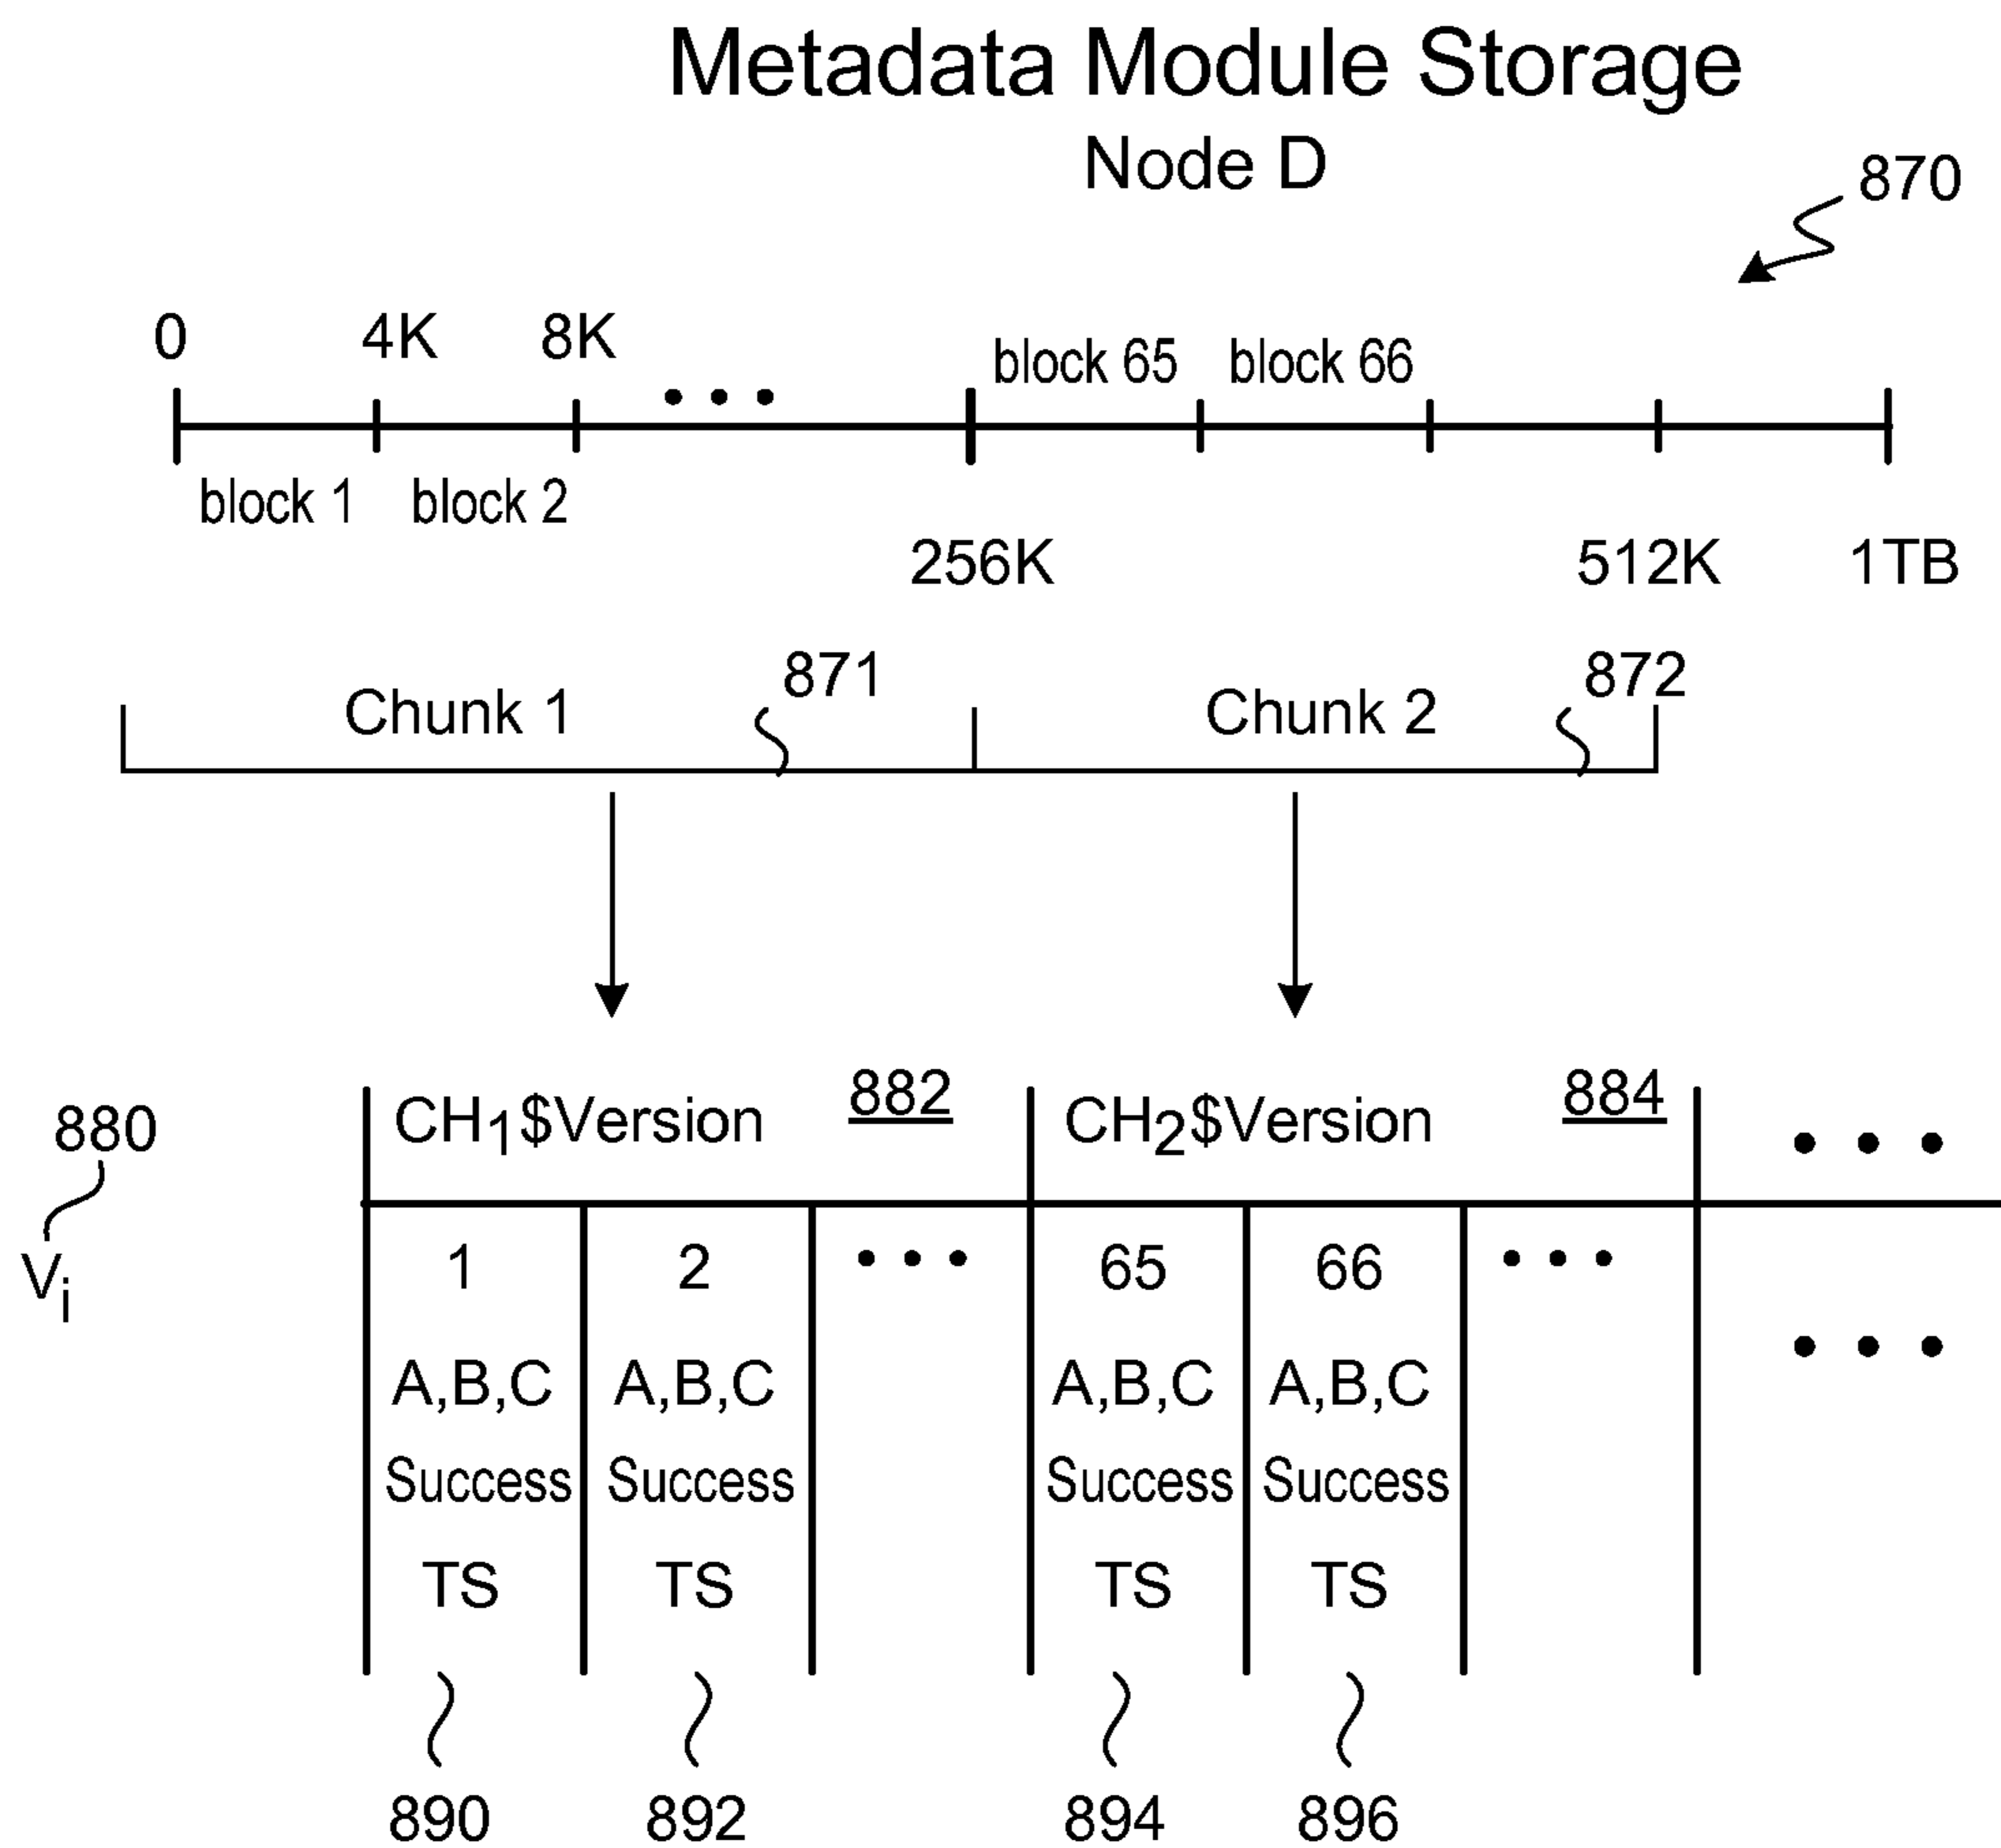 Metadata Module Storage
Node D
870
0 4K 8K block 65 block 66
block 1 block 2
256K 512K 1TB
871 872
Chunk 1 Chunk 2
880 CH1$Version 882 CH2$Version 884
Vi 1 2 65 66
A,B,C A,B,C A,B,C A,B,C
Success Success Success Success
TS TS TS TS
890 892 894 896